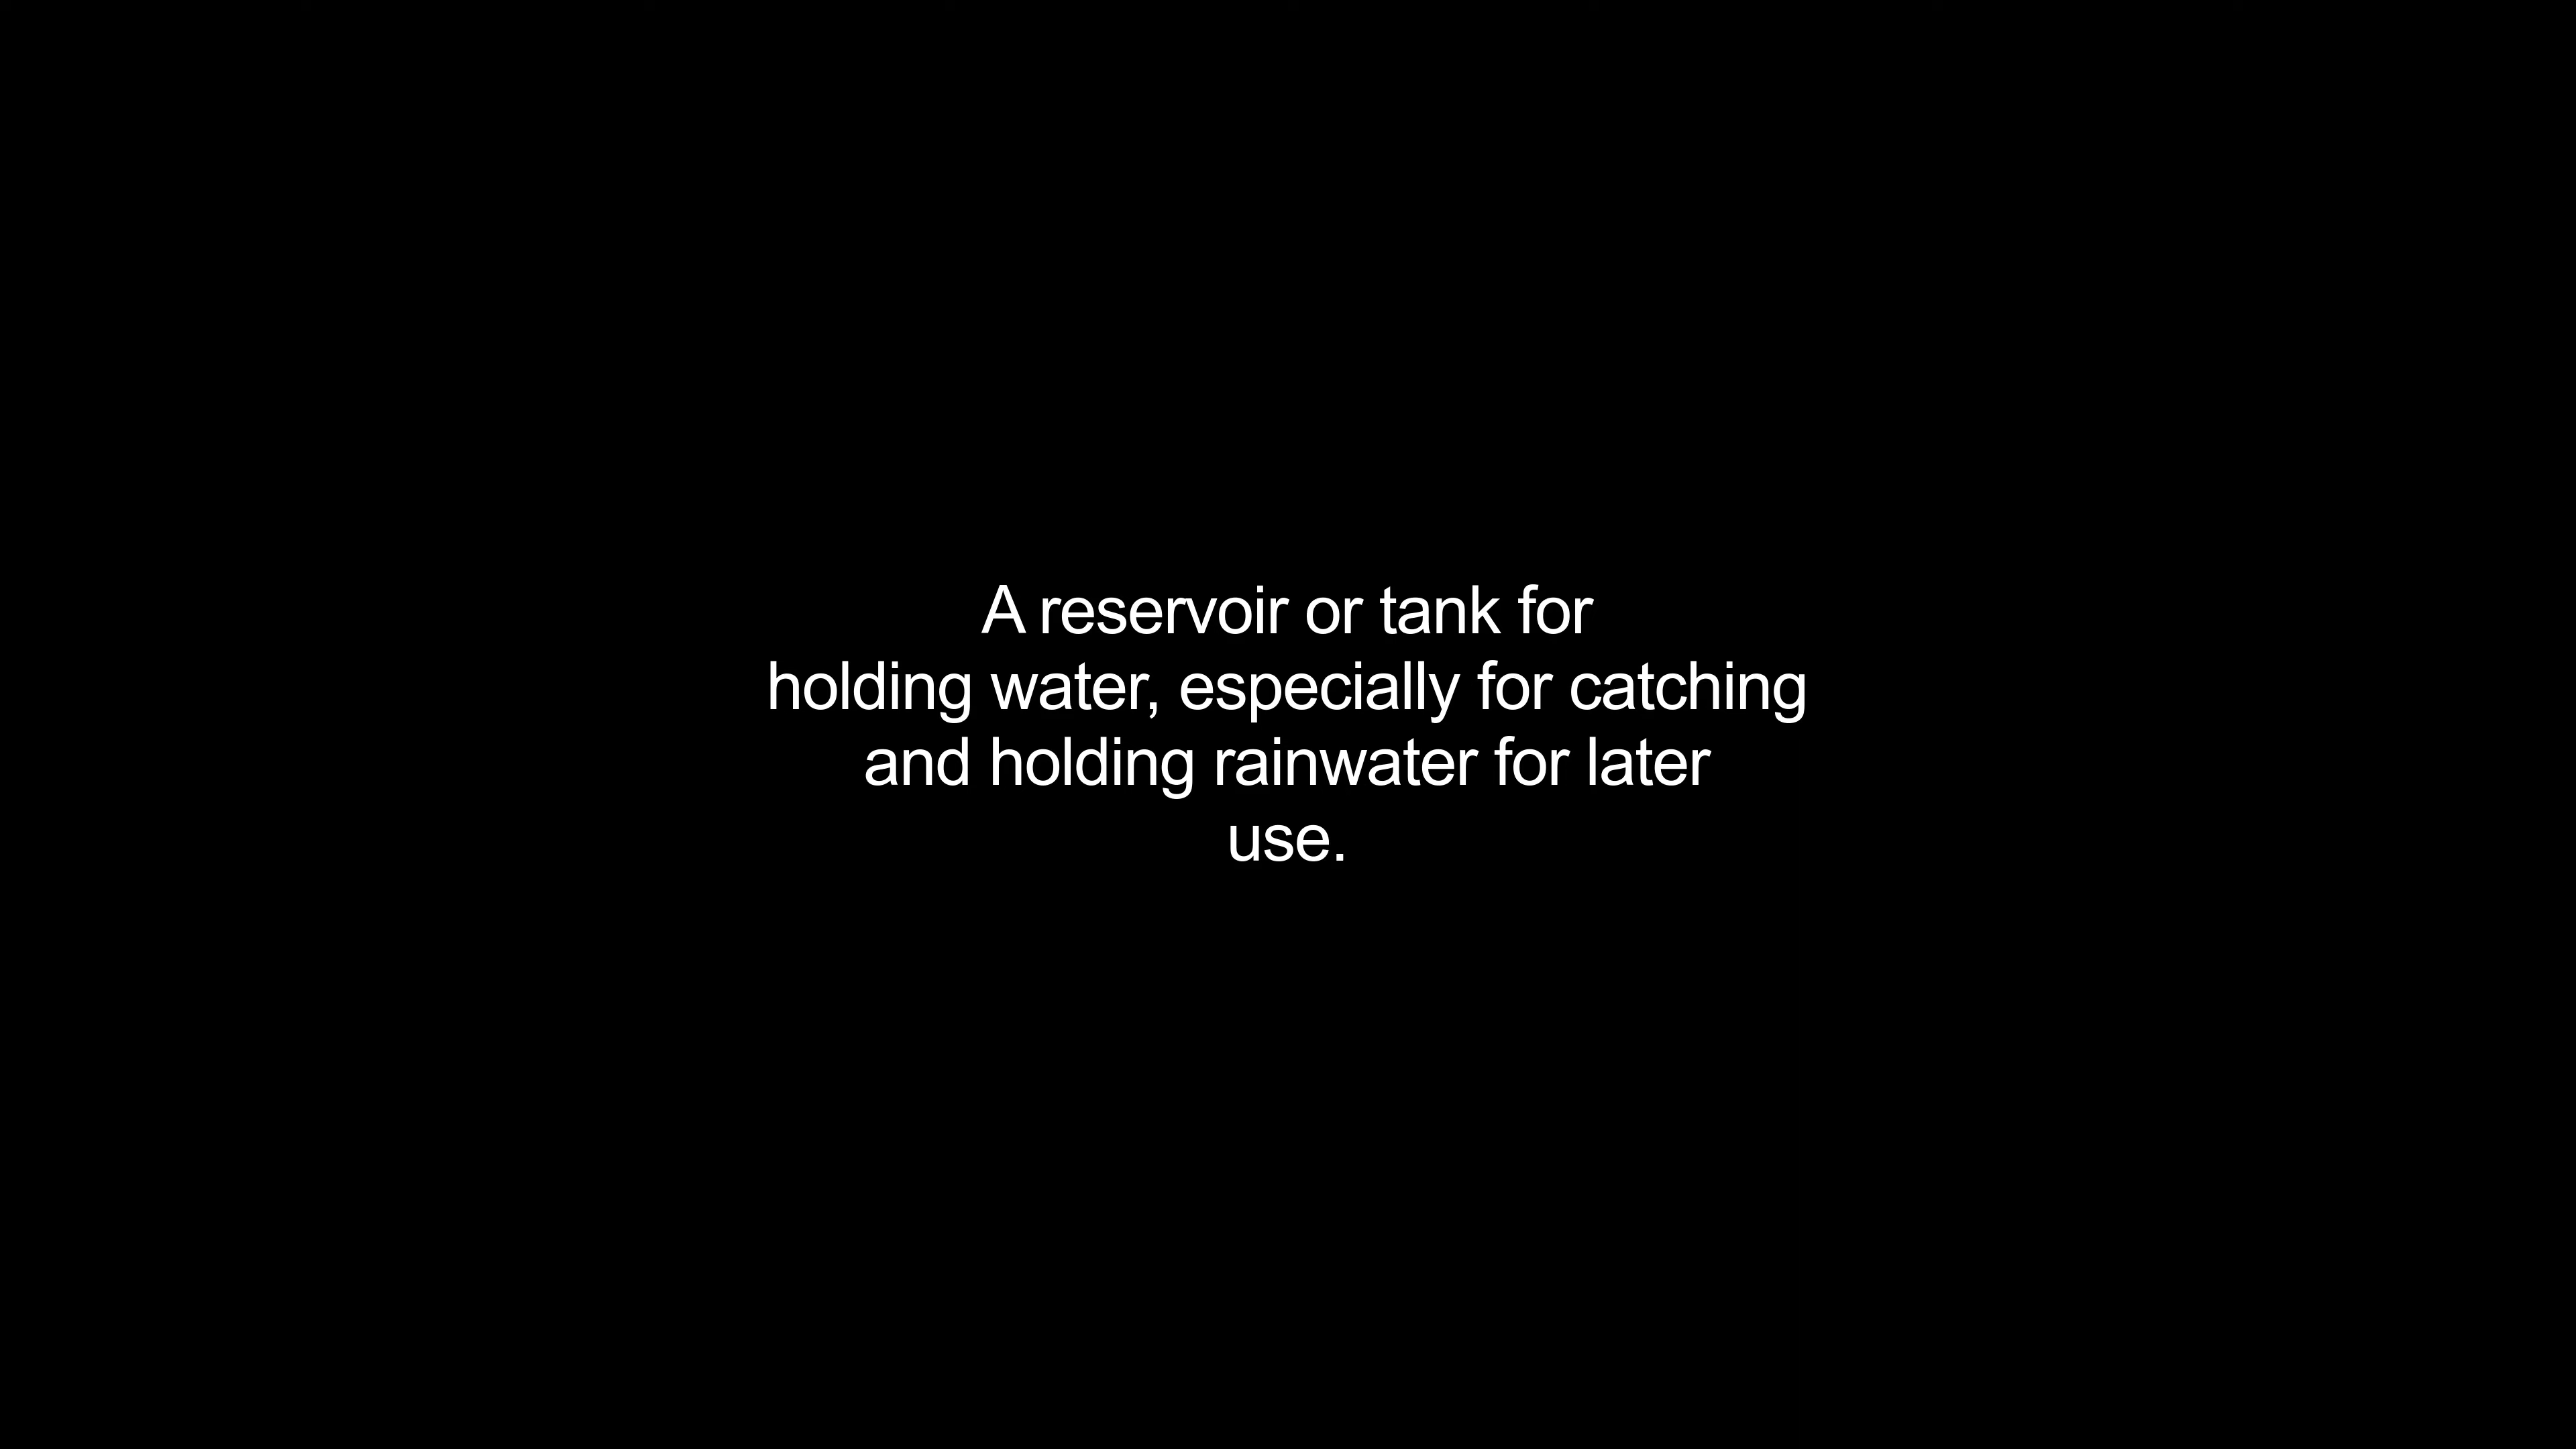 A reservoir or tank for
holding water, especially for catching
and holding rainwater for later
use.